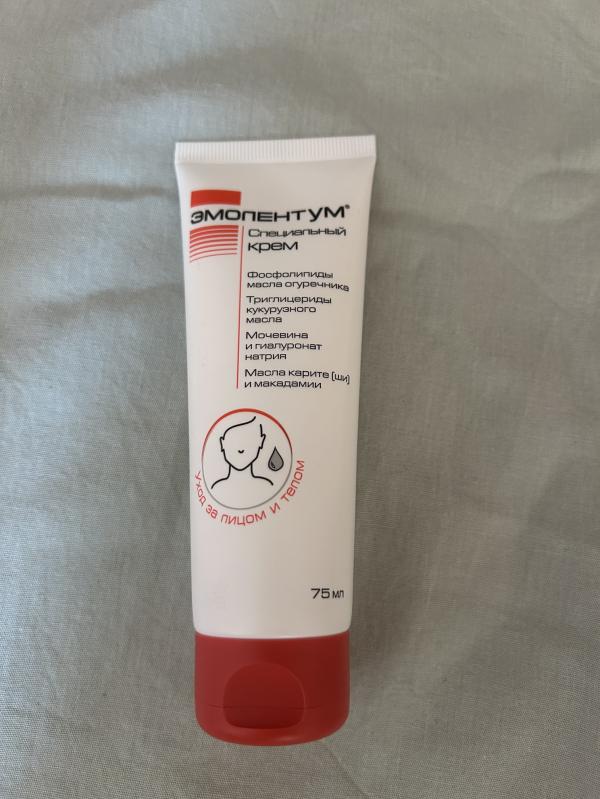 ЭМОЛЕНТУМ®
Специальный
крем
Фосфолипиды
масла огуречника
Триглицериды
кукурузного
масла
Мочевина
и гиалуронат
натрия
Масла карите (ши)
и макадамии
Уход за лицом и телом
75 мл